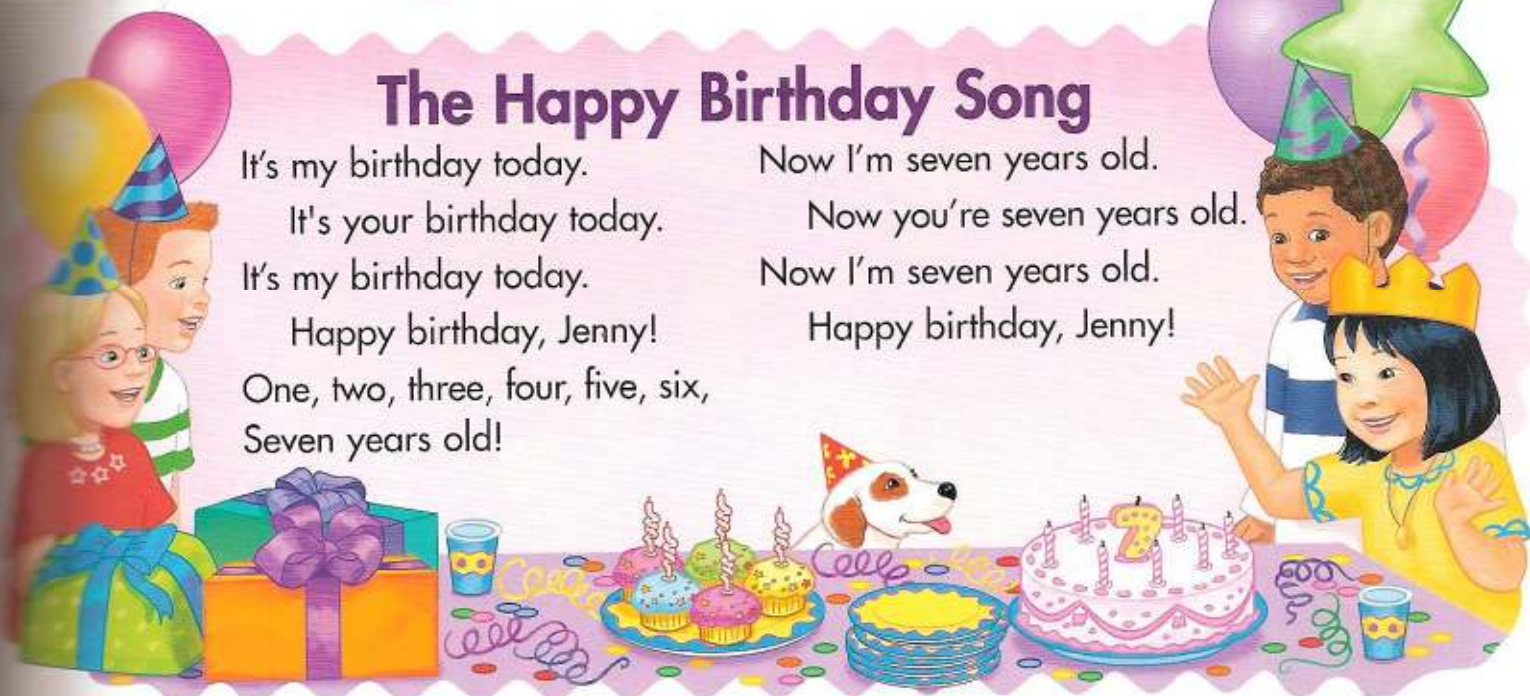 The Happy Birthday Song
It's my birthday today.
It's your birthday today.
It's my birthday today.
Happy birthday, Jenny!
One, two, three, four, five, six,
Seven years old!
Now I'm seven years old.
Now you're seven years old.
Now I'm seven years old.
Happy birthday, Jenny!
7